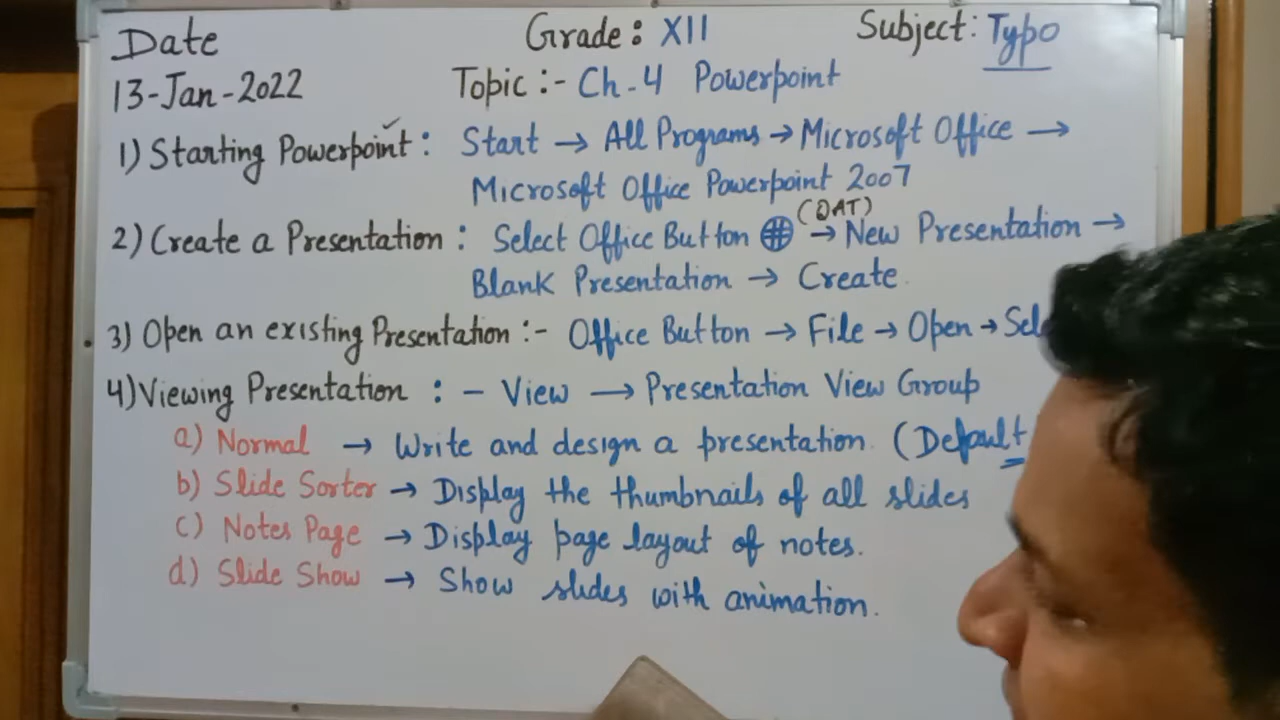 Date Grade: XII Subject: Typo
13-Jan-2022 Topic :- Ch.4 Powerpoint
1) Starting Powerpoint : Start → All Programs → Microsoft Office →
Microsoft Office Powerpoint 2007
2) Create a Presentation : Select Office Button (QAT) → New Presentation →
Blank Presentation → Create
3) Open an existing Presentation :- Office Button → File → Open →
4) Viewing Presentation : - View → Presentation View Group
a) Normal → Write and design a presentation. (Default
b) Slide Sorter → Display the thumbnails of all slides
c) Notes Page → Display page layout of notes.
d) Slide Show → Show slides with animation.